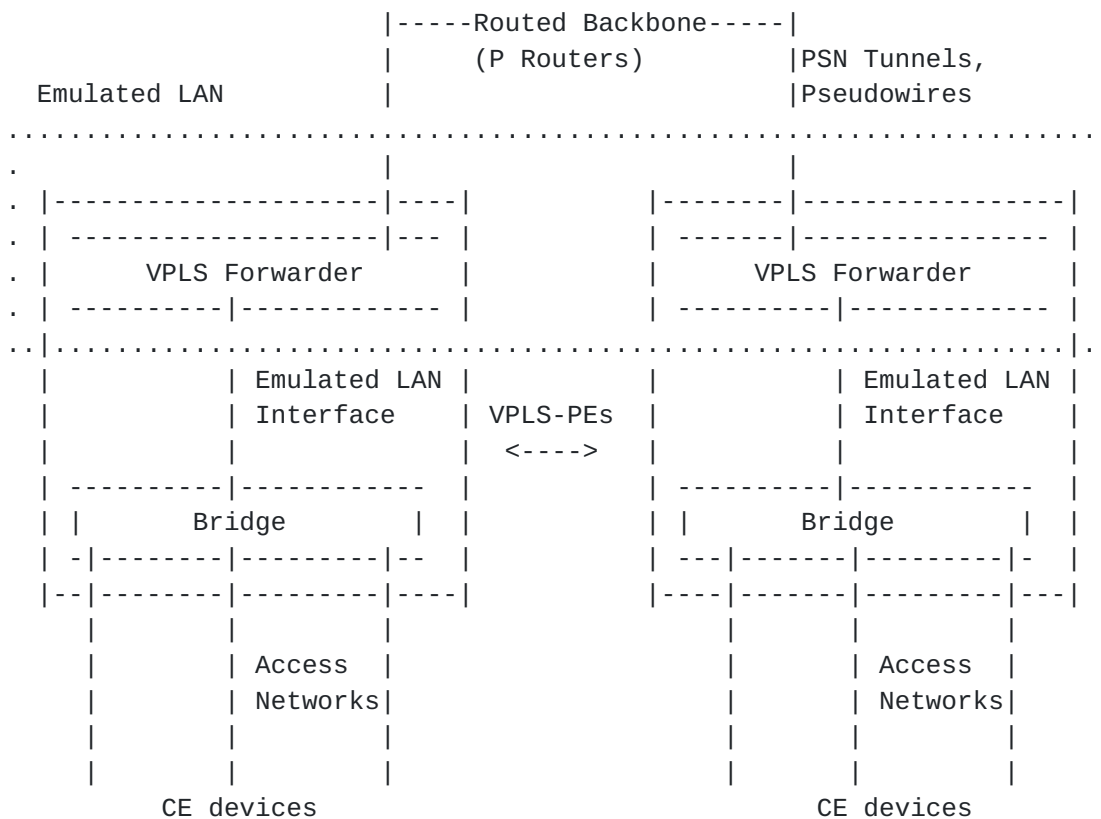 |-----Routed Backbone-----|
|     (P Routers)         |PSN Tunnels,
Emulated LAN          |                         |Pseudowires
.......................................................................
.                        |                         |
. |---------------------|----|           |--------|-----------------|
. | --------------------|--- |           | -------|---------------- |
. |      VPLS Forwarder      |           |      VPLS Forwarder      |
. | ----------|------------- |           | ----------|------------- |
..|.................................................................|.
  |           | Emulated LAN |           |           | Emulated LAN |
  |           | Interface    | VPLS-PEs  |           | Interface    |
  |           |              |  <---->   |           |              |
  | ----------|------------  |           | ----------|------------  |
  | |       Bridge        |  |           | |       Bridge        |  |
  | -|--------|---------|--  |           | ---|-------|---------|-  |
  |--|--------|---------|----|           |----|-------|---------|---|
     |        |         |                     |       |         |
     |        | Access  |                     |       | Access  |
     |        | Networks|                     |       | Networks|
     |        |         |                     |       |         |
     |        |         |                     |       |         |
          CE devices                                CE devices